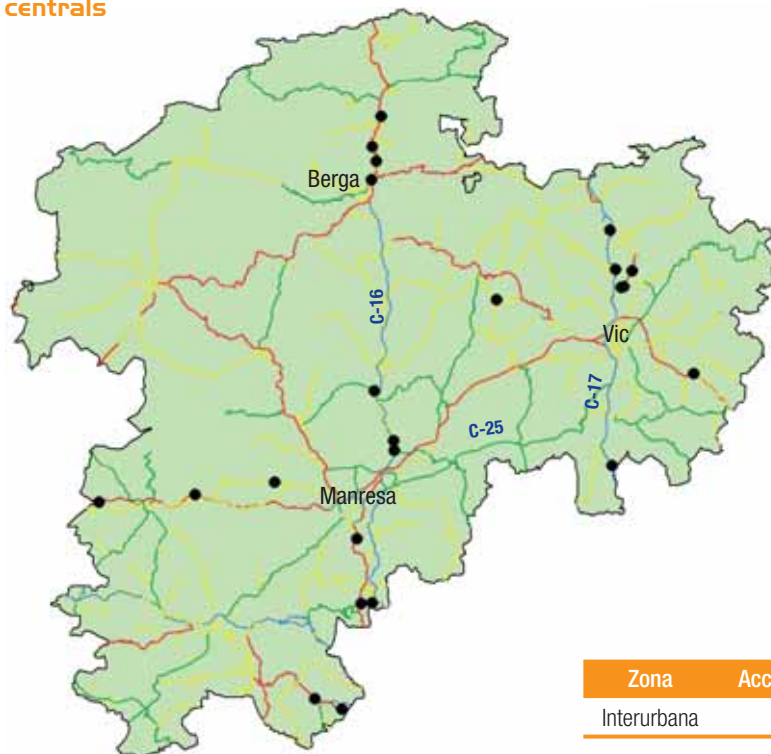 centrals
Berga
C-16
Vic
C-17
C-25
Manresa
Zona Acc
Interurbana